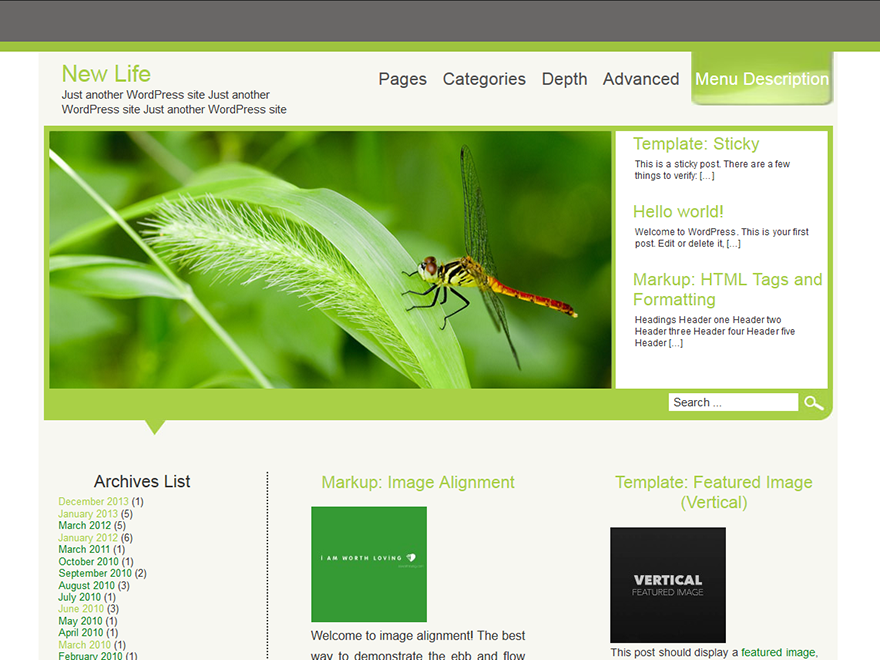 New Life
Just another WordPress site Just another
WordPress site Just another WordPress site
Pages Categories Depth Advanced Menu Description
Template: Sticky
This is a sticky post. There are a few
things to verify: […]
Hello world!
Welcome to WordPress. This is your first
post. Edit or delete it, […]
Markup: HTML Tags and
Formatting
Headings Header one Header two
Header three Header four Header five
Header […]
Search ...
Archives List
December 2013 (1)
January 2013 (5)
March 2012 (5)
January 2012 (6)
March 2011 (1)
October 2010 (1)
September 2010 (2)
August 2010 (3)
July 2010 (1)
June 2010 (3)
May 2010 (1)
April 2010 (1)
March 2010 (1)
February 2010 (1)
Markup: Image Alignment
I AM WORTH LOVING
Welcome to image alignment! The best
way to demonstrate the ebb and flow
Template: Featured Image
(Vertical)
VERTICAL
FEATURED IMAGE
This post should display a featured image,